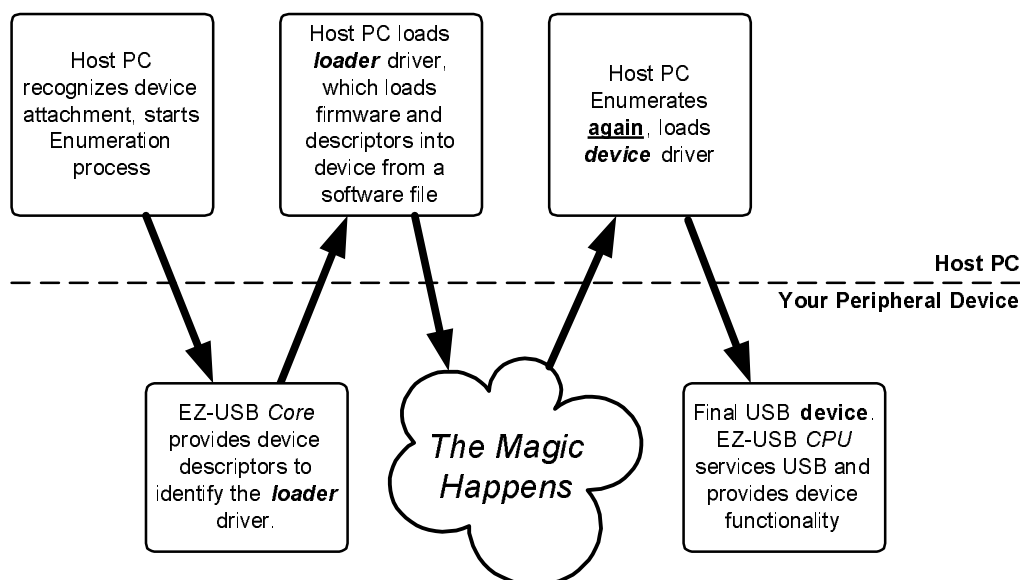 Host PC
recognizes device
attachment, starts
Enumeration
process
Host PC loads
loader driver,
which loads
firmware and
descriptors into
device from a
software file
Host PC
Enumerates
again, loads
device driver
Host PC
Your Peripheral Device
EZ-USB Core
provides device
descriptors to
identify the loader
driver.
The Magic
Happens
Final USB device.
EZ-USB CPU
services USB and
provides device
functionality